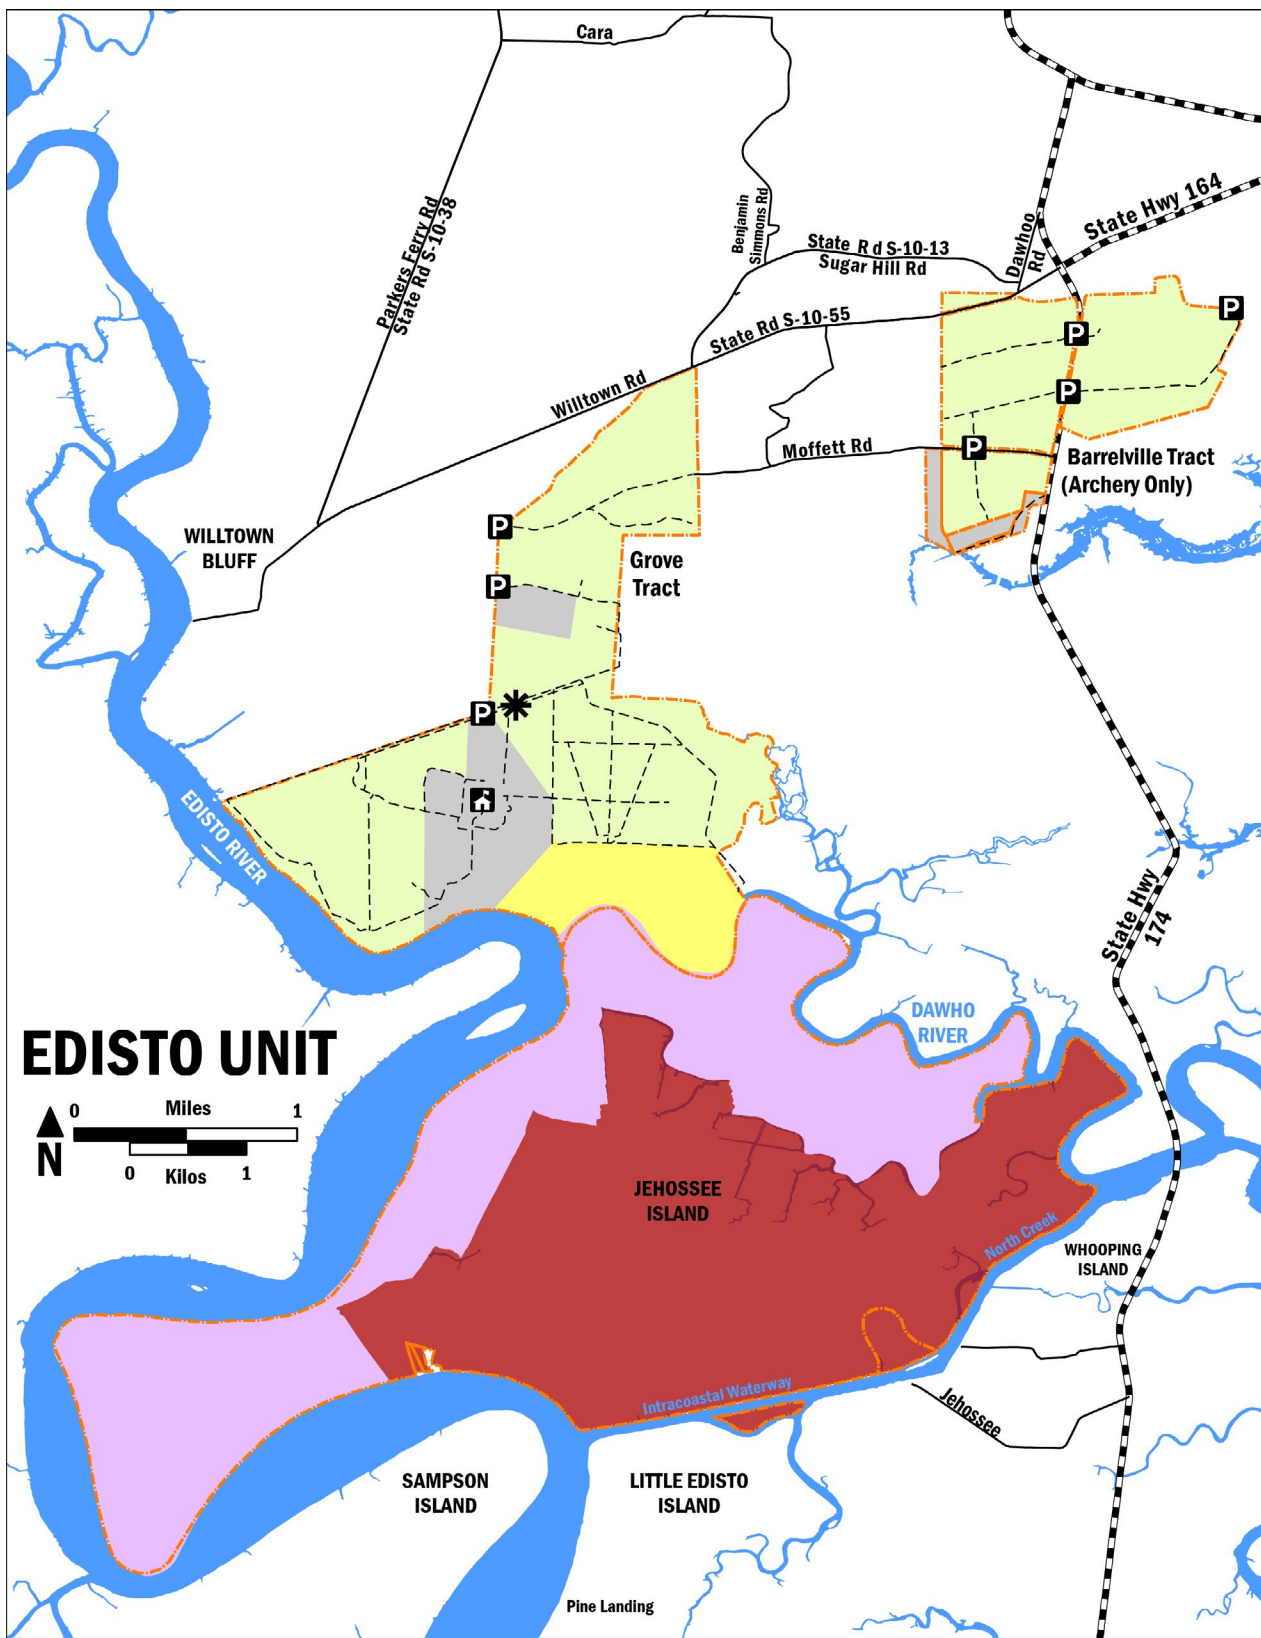 Cara
Parkers Ferry Rd
State Rd S-10-38
Benjamin
Simmons Rd
State Rd S-10-13
Sugar Hill Rd
Dawhoo
Rd
State Hwy 164
State Rd S-10-55
Willtown Rd
P
P
P
P
Moffett Rd
Barrelville Tract
(Archery Only)
WILLTOWN
BLUFF
P
P
P
Grove
Tract
EDISTO RIVER
State Hwy
174
DAWHO
RIVER
EDISTO UNIT
N
0 Miles 1
0 Kilos 1
JEHOSSEE
ISLAND
North Creek
WHOOPING
ISLAND
Intracoastal Waterway
Jehossee
SAMPSON
ISLAND
LITTLE EDISTO
ISLAND
Pine Landing